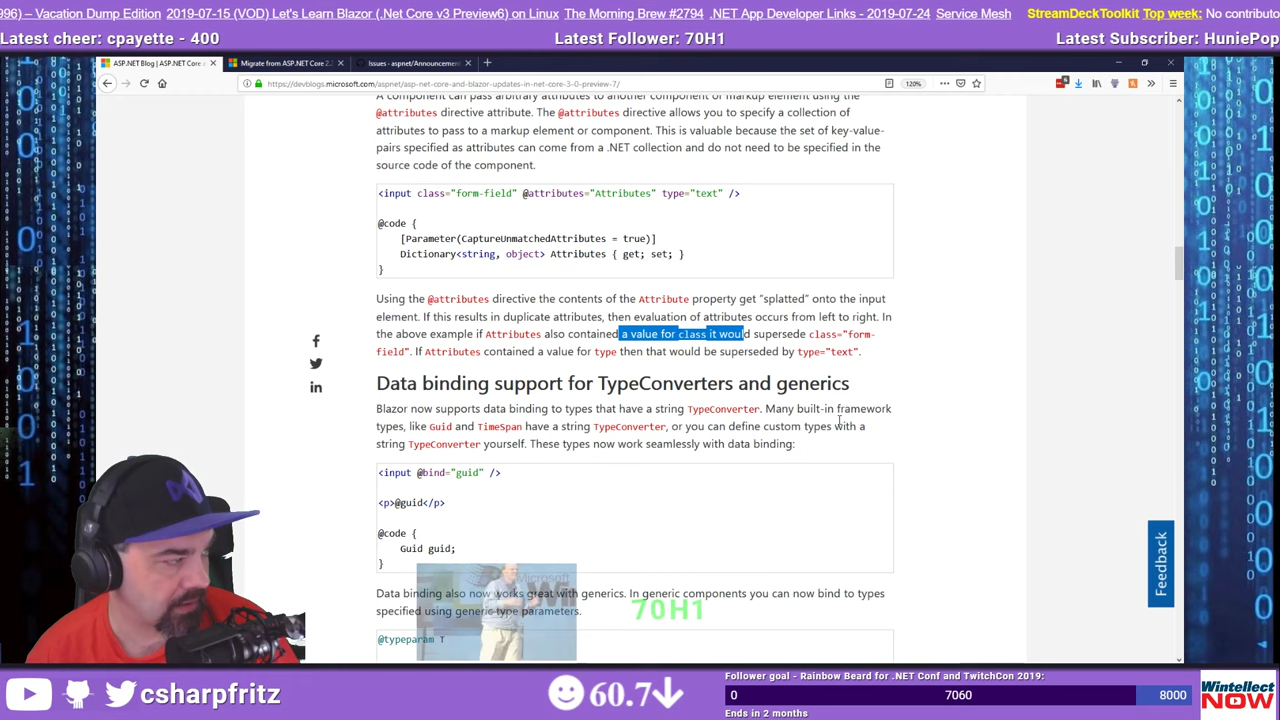 996) – Vacation Dump Edition 2019-07-15 (VOD) Let's Learn Blazor (.Net Core v3 Preview6) on Linux The Morning Brew #2794 .NET App Developer Links - 2019-07-24 Service Mesh
StreamDeckToolkit Top week: No contributo
Latest cheer: cpayette - 400
Latest Follower: 70H1
Latest Subscriber: HuniePop
ASP.NET Blog | ASP.NET Core a
Migrate from ASP.NET Core 2.2
Issues - aspnet/Announcement
https://devblogs.microsoft.com/aspnet/asp-net-core-and-blazor-updates-in-net-core-3-0-preview-7/
120%
A component can pass arbitrary attributes to another component or markup element using the
@attributes directive attribute. The @attributes directive allows you to specify a collection of
attributes to pass to a markup element or component. This is valuable because the set of key-value-
pairs specified as attributes can come from a .NET collection and do not need to be specified in the
source code of the component.
<input class="form-field" @attributes="Attributes" type="text" />
@code {
[Parameter(CaptureUnmatchedAttributes = true)]
Dictionary<string, object> Attributes { get; set; }
}
Using the @attributes directive the contents of the Attribute property get “splatted” onto the input
element. If this results in duplicate attributes, then evaluation of attributes occurs from left to right. In
the above example if Attributes also contained a value for class it would supersede class="form-
field". If Attributes contained a value for type then that would be superseded by type="text".
Data binding support for TypeConverters and generics
Blazor now supports data binding to types that have a string TypeConverter. Many built-in framework
types, like Guid and TimeSpan have a string TypeConverter, or you can define custom types with a
string TypeConverter yourself. These types now work seamlessly with data binding:
<input @bind="guid" />
<p>@guid</p>
@code {
Guid guid;
}
Data binding also now works great with generics. In generic components you can now bind to types
specified using generic type parameters.
@typeparam T
Microsoft
70H1
Feedback
csharpfritz
60.7
Follower goal - Rainbow Beard for .NET Conf and TwitchCon 2019:
0 7060 8000
Ends in 2 months
Wintellect
NOW